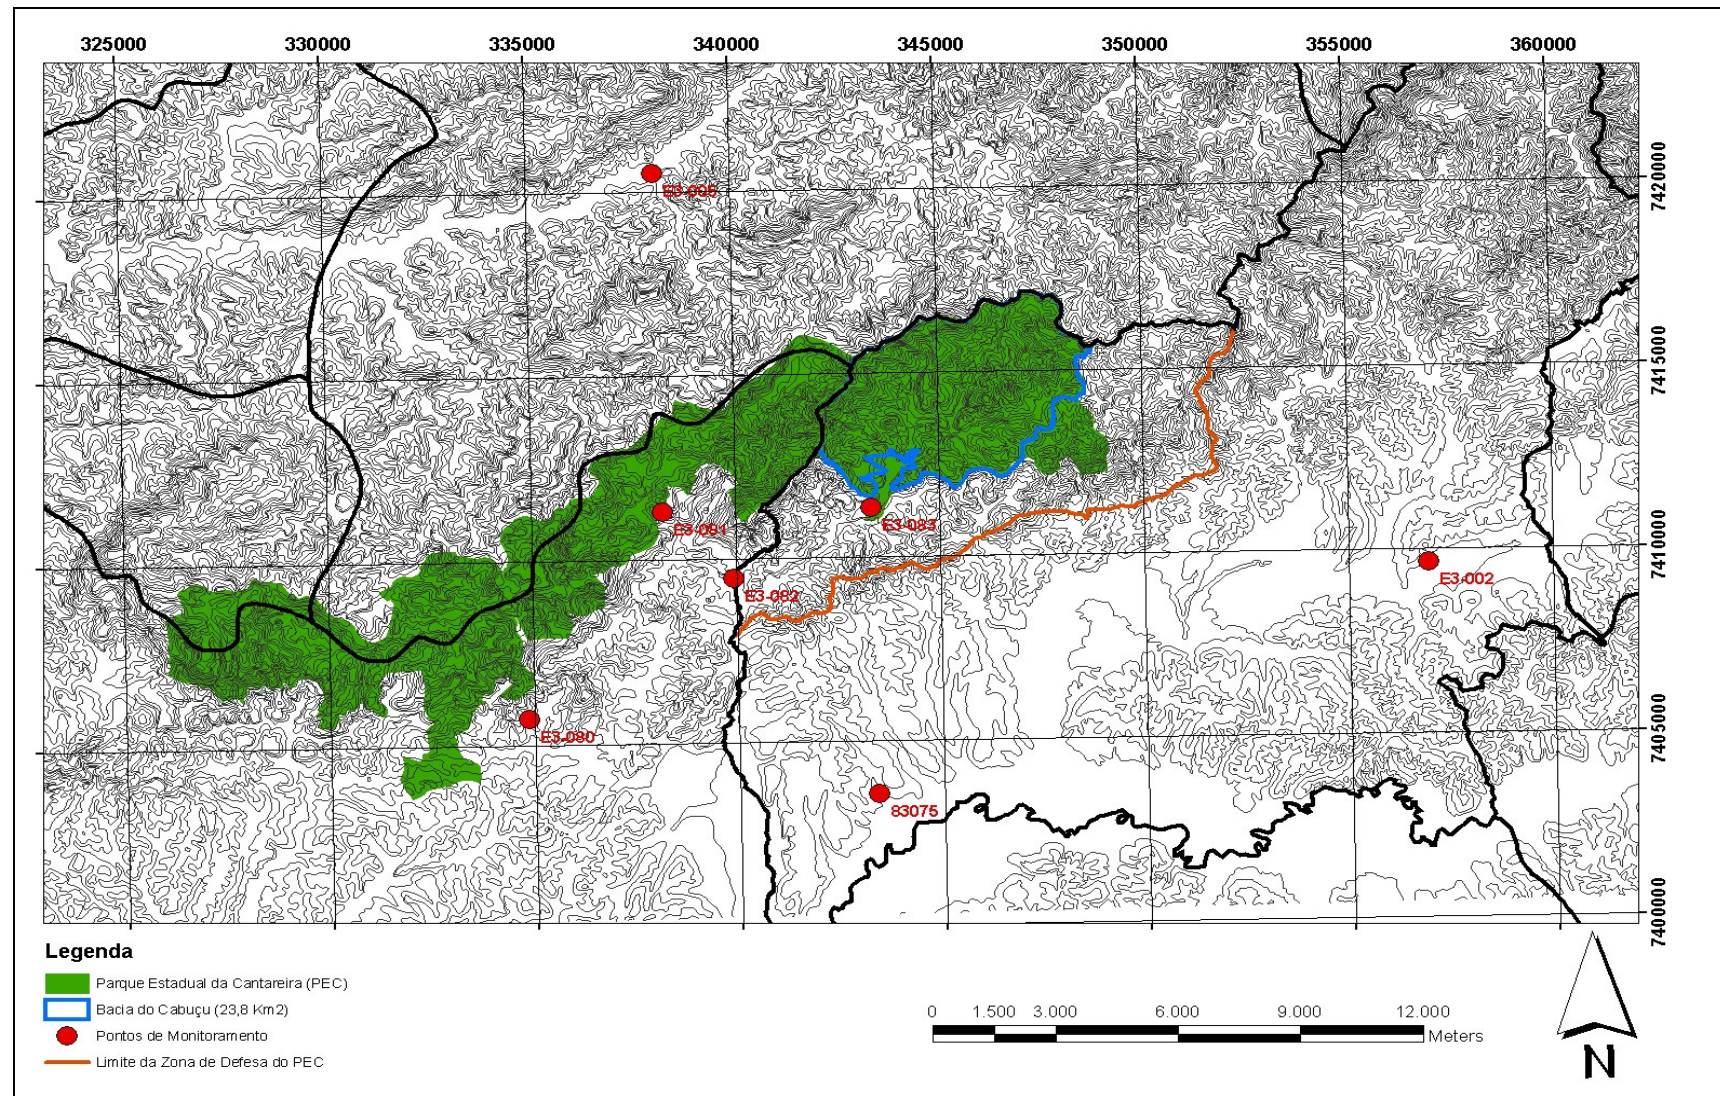 325000 330000 335000 340000 345000 350000 355000 360000
7420000
7415000
7410000
7405000
7400000
E3-005
E3-081
E3-083
E3-002
E3-082
E3-080
83075
Legenda
Parque Estadual da Cantareira (PEC)
Bacia do Cabuçu (23,8 Km2)
Pontos de Monitoramento
Limite da Zona de Defesa do PEC
0 1.500 3.000 6.000 9.000 12.000
Meters
N